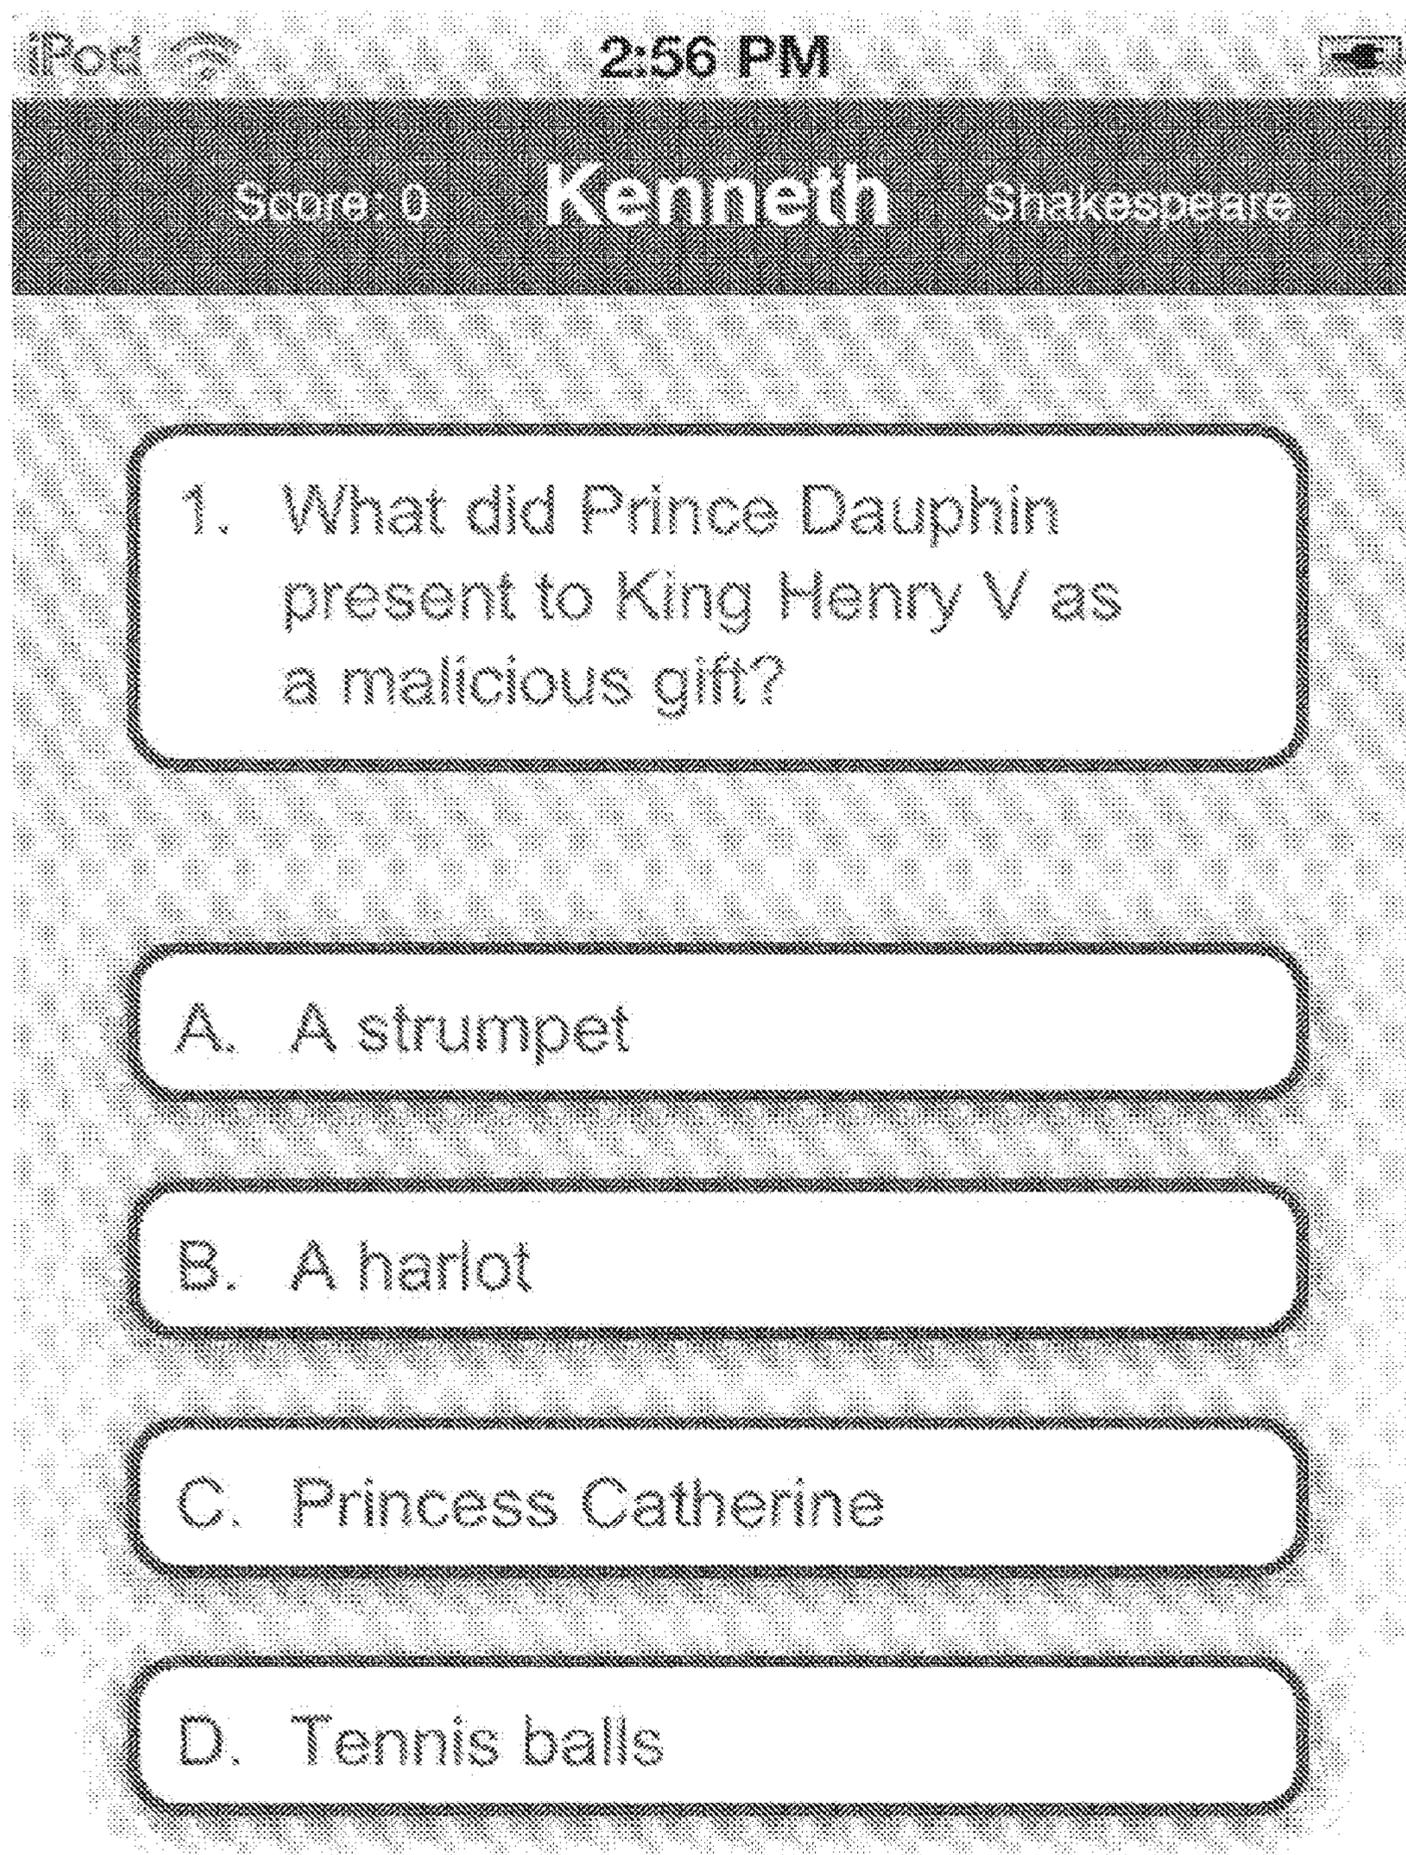 iPod 2:56 PM
Score: 0 Kenneth Shakespeare
1. What did Prince Dauphin
present to King Henry V as
a malicious gift?
A. A strumpet
B. A harlot
C. Princess Catherine
D. Tennis balls